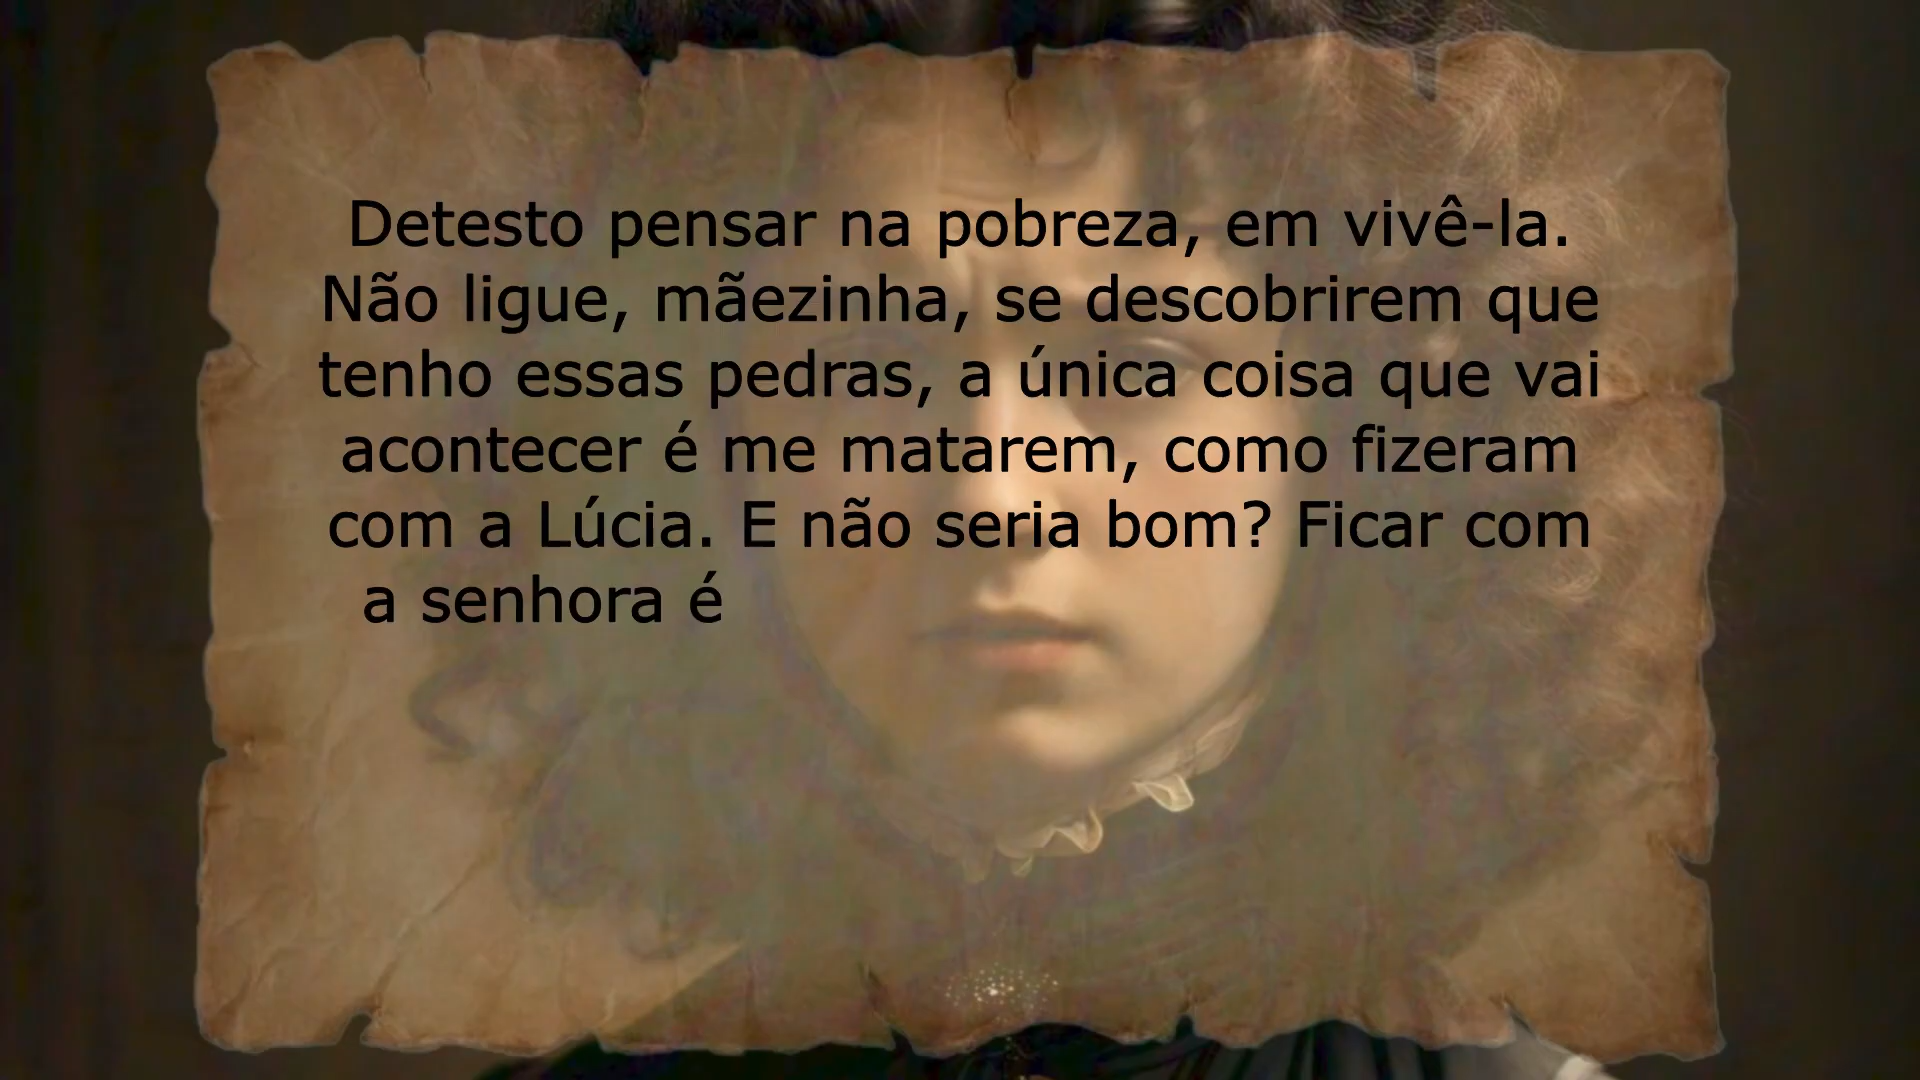 Detesto pensar na pobreza, em vivê-la.
Não ligue, mãezinha, se descobrirem que
tenho essas pedras, a única coisa que vai
acontecer é me matarem, como fizeram
com a Lúcia. E não seria bom? Ficar com
a senhora é